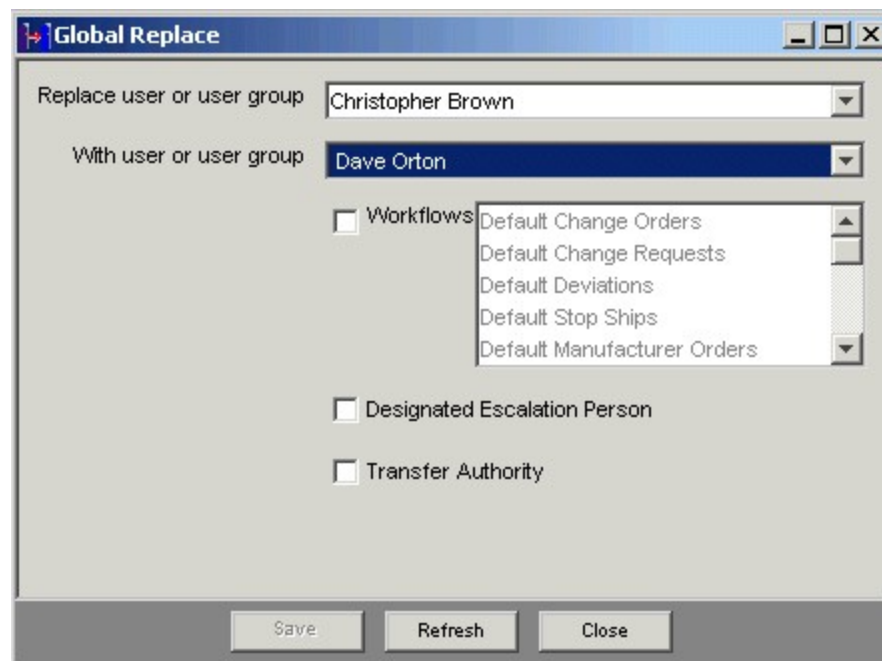 Global Replace
Replace user or user group Christopher Brown
With user or user group Dave Orton
Workflows Default Change Orders
Default Change Requests
Default Deviations
Default Stop Ships
Default Manufacturer Orders
Designated Escalation Person
Transfer Authority
Save Refresh Close